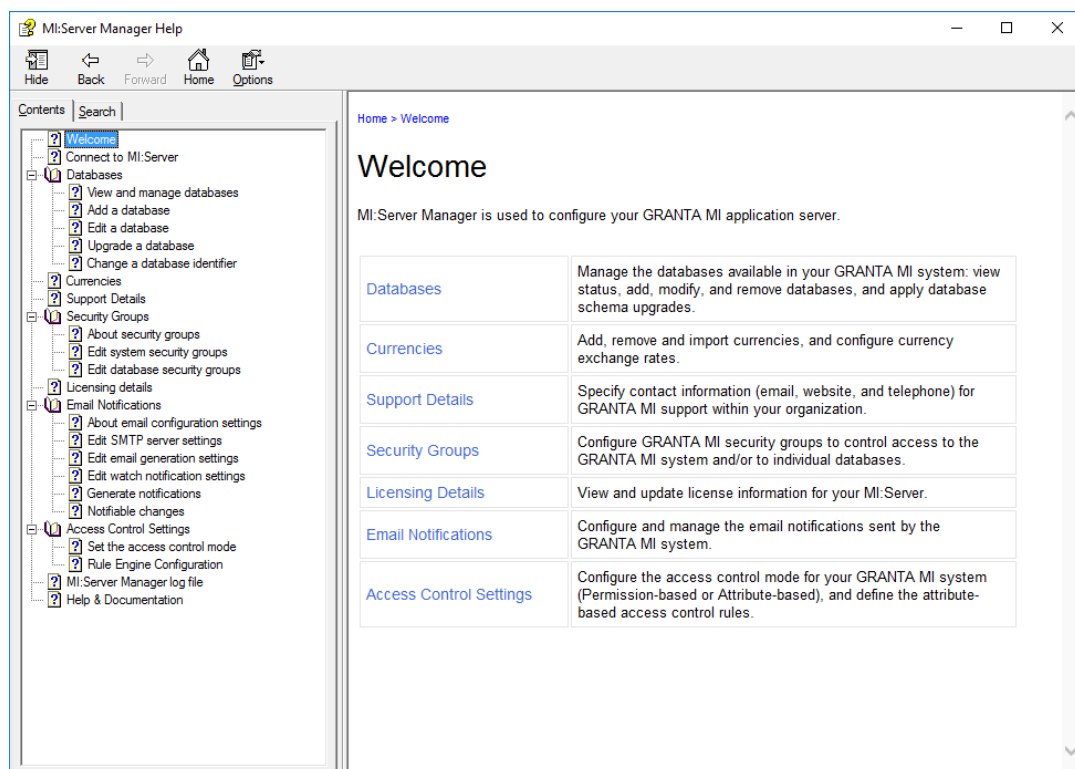 MI:Server Manager Help
Hide Back Forward Home Options
Contents Search
Welcome
Connect to MI:Server
Databases
View and manage databases
Add a database
Edit a database
Upgrade a database
Change a database identifier
Currencies
Support Details
Security Groups
About security groups
Edit system security groups
Edit database security groups
Licensing details
Email Notifications
About email configuration settings
Edit SMTP server settings
Edit email generation settings
Edit watch notification settings
Generate notifications
Notifiable changes
Access Control Settings
Set the access control mode
Rule Engine Configuration
MI:Server Manager log file
Help & Documentation
Home > Welcome
Welcome
MI:Server Manager is used to configure your GRANTA MI application server.
Databases
Manage the databases available in your GRANTA MI system: view
status, add, modify, and remove databases, and apply database
schema upgrades.
Currencies
Add, remove and import currencies, and configure currency
exchange rates.
Support Details
Specify contact information (email, website, and telephone) for
GRANTA MI support within your organization.
Security Groups
Configure GRANTA MI security groups to control access to the
GRANTA MI system and/or to individual databases.
Licensing Details
View and update license information for your MI:Server.
Email Notifications
Configure and manage the email notifications sent by the
GRANTA MI system.
Access Control Settings
Configure the access control mode for your GRANTA MI system
(Permission-based or Attribute-based), and define the attribute-
based access control rules.